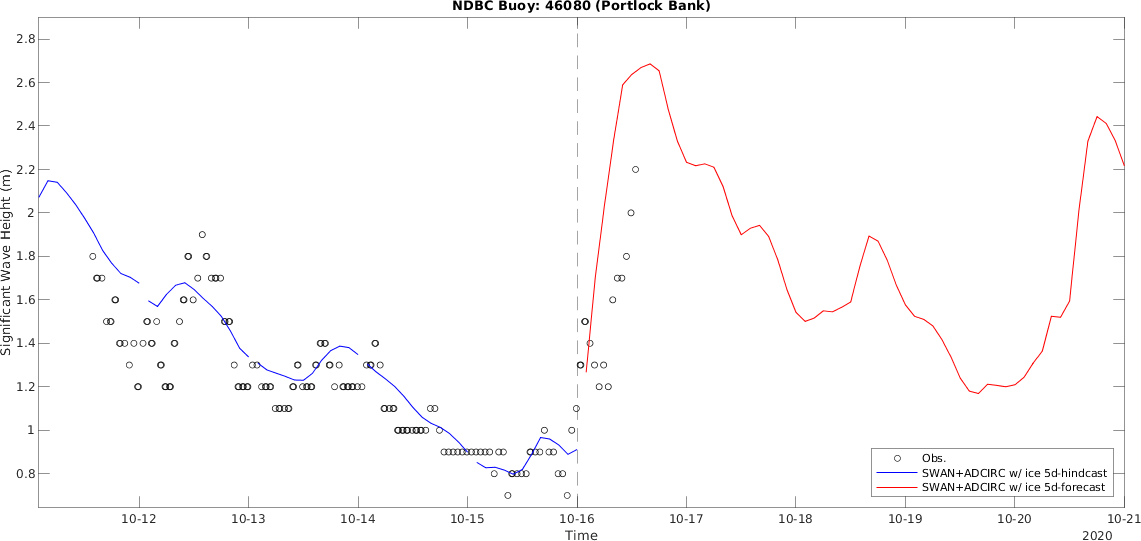 NDBC Buoy: 46080 (Portlock Bank)
2.8
2.6
2.4
2.2
2
1.8
1.6
1.4
1.2
1
0.8
Significant Wave Height (m)
Obs.
SWAN+ADCIRC w/ ice 5d-hindcast
SWAN+ADCIRC w/ ice 5d-forecast
10-12 10-13 10-14 10-15 10-16 10-17 10-18 10-19 10-20 10-21
Time
2020